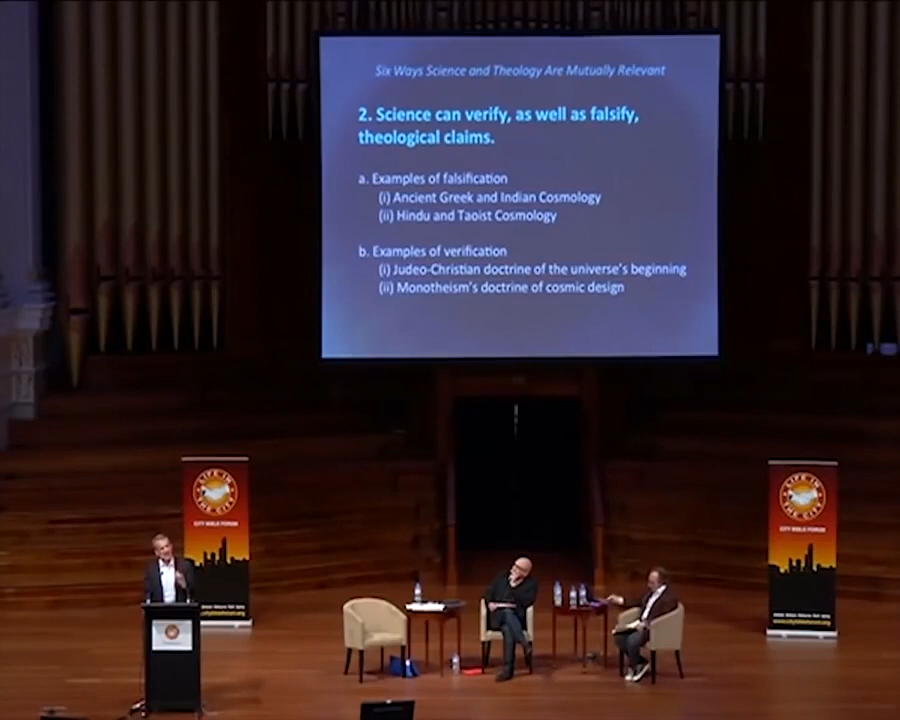 Six Ways Science and Theology Are Mutually Relevant
2. Science can verify, as well as falsify,
theological claims.
a. Examples of falsification
(i) Ancient Greek and Indian Cosmology
(ii) Hindu and Taoist Cosmology
b. Examples of verification
(i) Judeo-Christian doctrine of the universe's beginning
(ii) Monotheism's doctrine of cosmic design
LIFE IN
THE CITY
CITY BIBLE FORUM
LIFE IN
THE CITY
CITY BIBLE FORUM